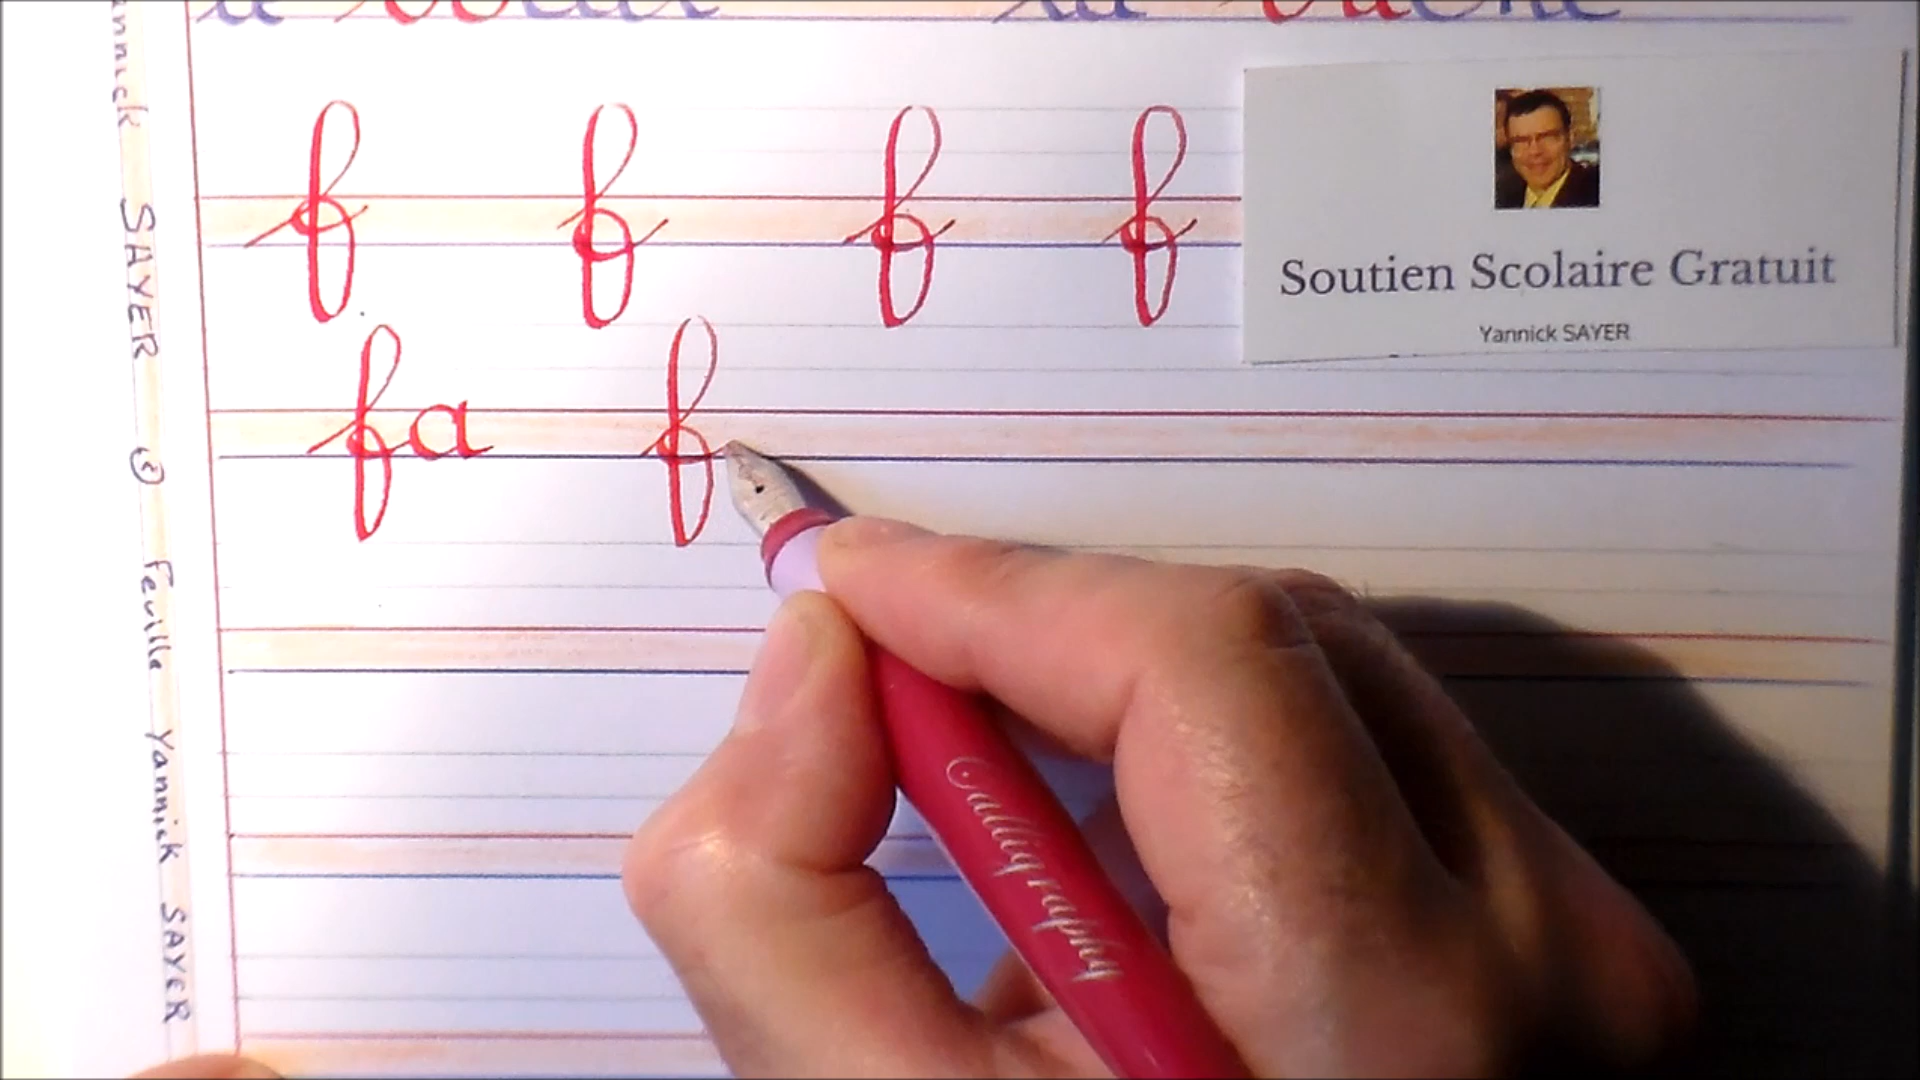 f f f f
fa f
Soutien Scolaire Gratuit
Yannick SAYER
Calligraphy
SAYER Feuille Yannick SAYER